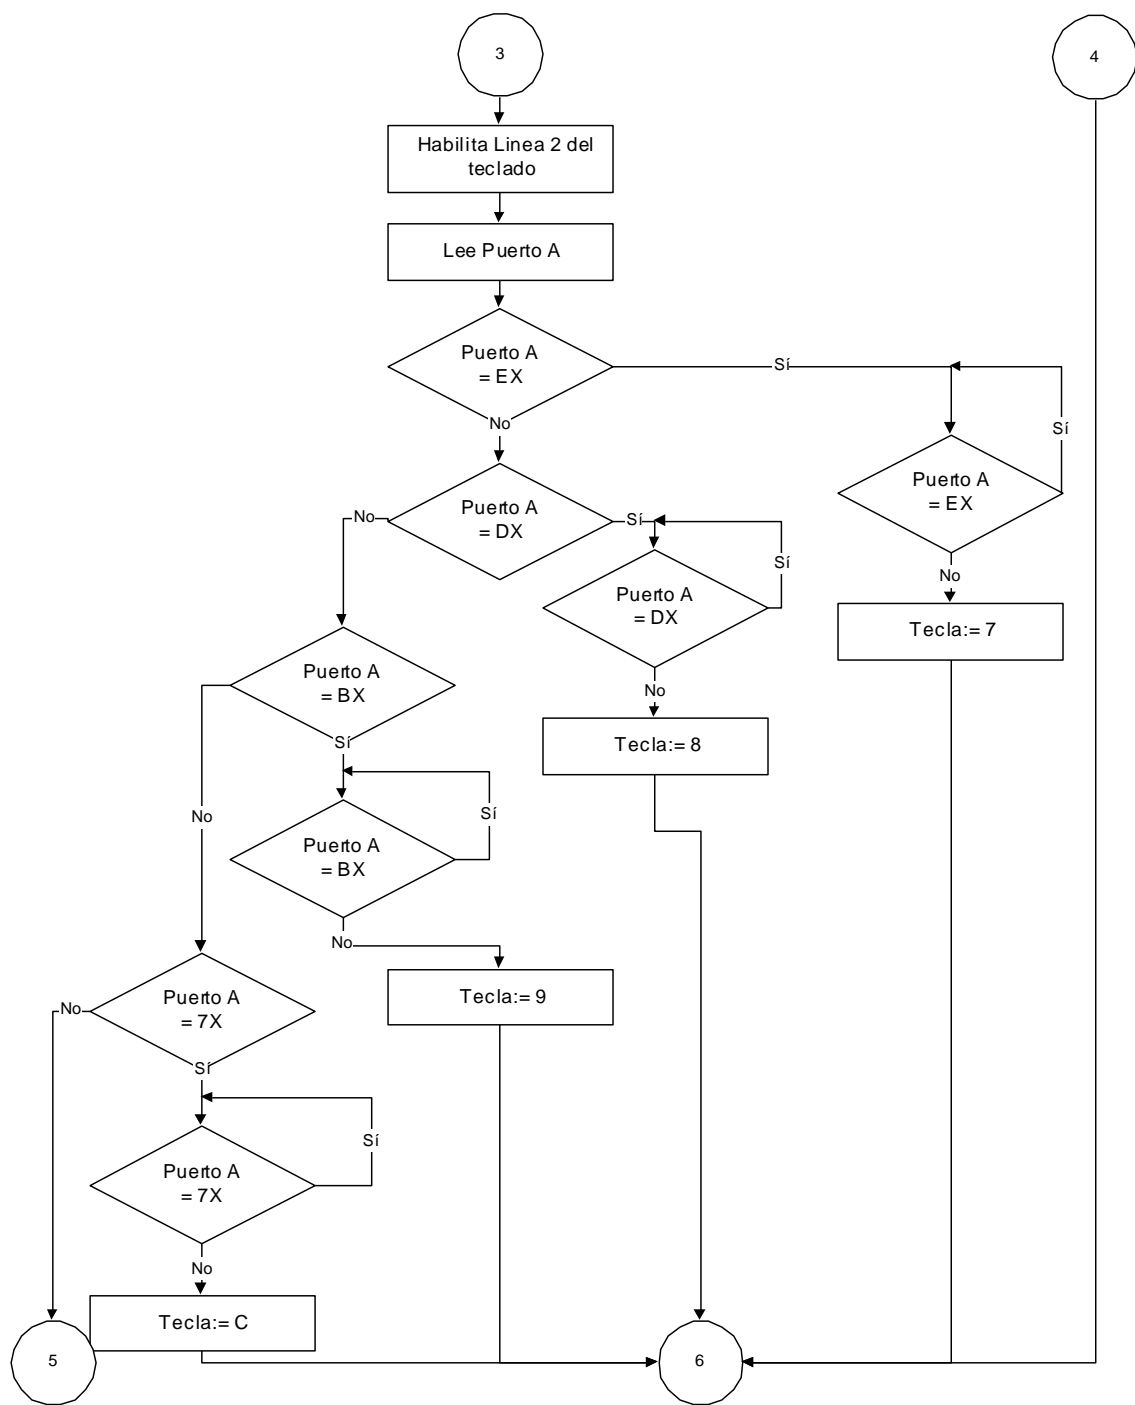 3
4
Habilita Linea 2 del
teclado
Lee Puerto A
Puerto A
= EX
Sí
No
Sí
Puerto A
= EX
Puerto A
= DX
No
Sí
Sí
No
Puerto A
= DX
Tecla:= 7
Puerto A
= BX
No
Tecla:= 8
Sí
No
Sí
Puerto A
= BX
No
Tecla:= 9
Puerto A
= 7X
No
Sí
Sí
Puerto A
= 7X
No
Tecla:= C
5
6